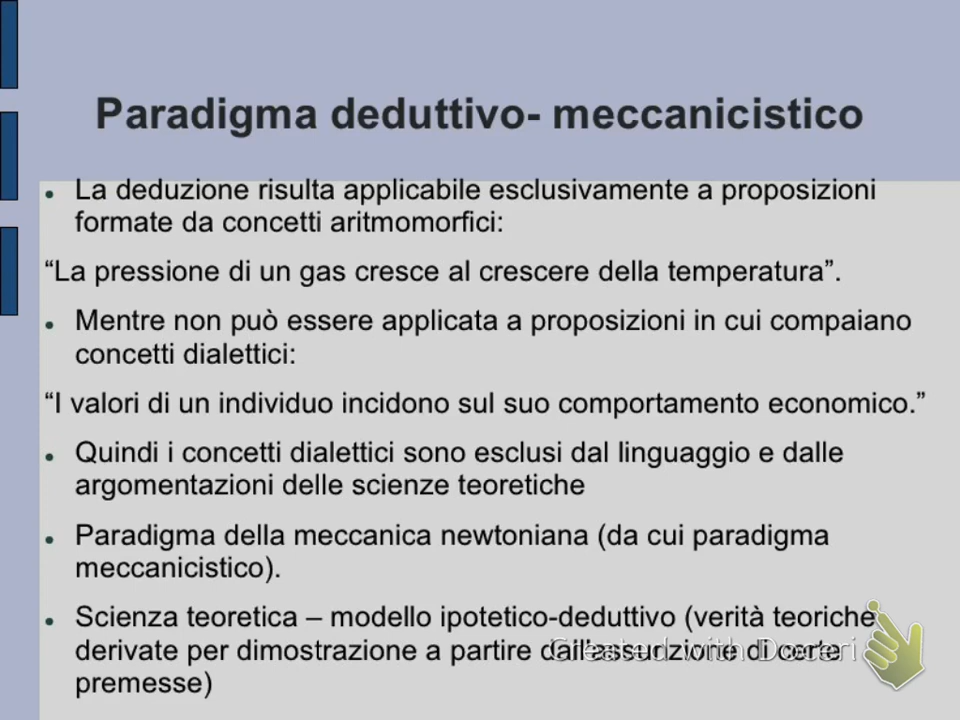 Paradigma deduttivo- meccanicistico
La deduzione risulta applicabile esclusivamente a proposizioni
formate da concetti aritmomorfici:
“La pressione di un gas cresce al crescere della temperatura”.
Mentre non può essere applicata a proposizioni in cui compaiano
concetti dialettici:
“I valori di un individuo incidono sul suo comportamento economico.”
Quindi i concetti dialettici sono esclusi dal linguaggio e dalle
argomentazioni delle scienze teoretiche
Paradigma della meccanica newtoniana (da cui paradigma
meccanicistico).
Scienza teoretica – modello ipotetico-deduttivo (verità teoriche
derivate per dimostrazione a partire dall'assunzione di certe
premesse)
Created with Doceri